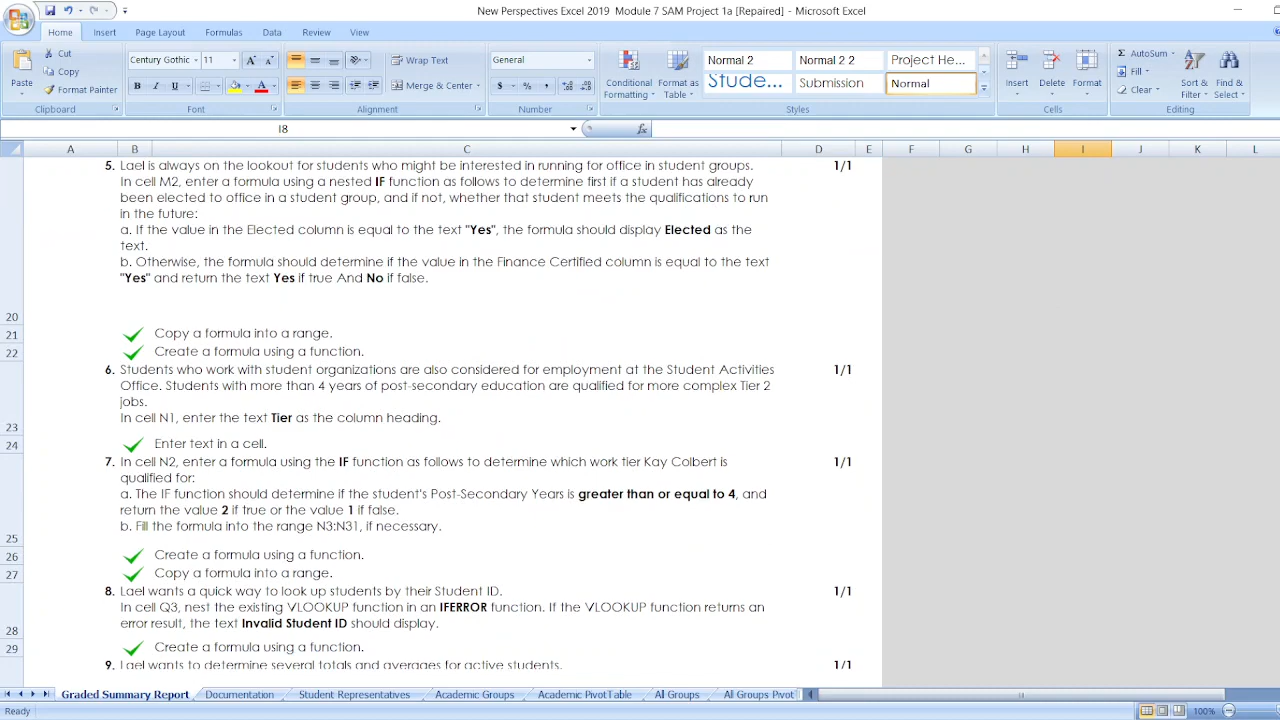 New Perspectives Excel 2019  Module 7 SAM Project 1a [Repaired] - Microsoft Excel
Home Insert Page Layout Formulas Data Review View
Paste
Cut
Copy
Format Painter
Clipboard
Century Gothic 11 A A
B I U A
Font
Wrap Text
Merge & Center
Alignment
General
$ % ,
Number
Conditional Formatting
Format as Table
Normal 2 Normal 2 2 Project He...
Stude... Submission Normal
Styles
Insert Delete Format
Cells
AutoSum
Fill
Clear
Sort & Filter
Find & Select
Editing
I8 fx
A B C D E F G H I J K L
5. Lael is always on the lookout for students who might be interested in running for office in student groups. 1/1
In cell M2, enter a formula using a nested IF function as follows to determine first if a student has already
been elected to office in a student group, and if not, whether that student meets the qualifications to run
in the future:
a. If the value in the Elected column is equal to the text "Yes", the formula should display Elected as the
text.
b. Otherwise, the formula should determine if the value in the Finance Certified column is equal to the text
"Yes" and return the text Yes if true And No if false.
20
21 Copy a formula into a range.
22 Create a formula using a function.
6. Students who work with student organizations are also considered for employment at the Student Activities 1/1
Office. Students with more than 4 years of post-secondary education are qualified for more complex Tier 2
jobs.
In cell N1, enter the text Tier as the column heading.
23
24 Enter text in a cell.
7. In cell N2, enter a formula using the IF function as follows to determine which work tier Kay Colbert is 1/1
qualified for:
a. The IF function should determine if the student's Post-Secondary Years is greater than or equal to 4, and
return the value 2 if true or the value 1 if false.
b. Fill the formula into the range N3:N31, if necessary.
25
26 Create a formula using a function.
27 Copy a formula into a range.
8. Lael wants a quick way to look up students by their Student ID. 1/1
In cell Q3, nest the existing VLOOKUP function in an IFERROR function. If the VLOOKUP function returns an
error result, the text Invalid Student ID should display.
28
29 Create a formula using a function.
9. Lael wants to determine several totals and averages for active students. 1/1
Graded Summary Report Documentation Student Representatives Academic Groups Academic PivotTable All Groups All Groups Pivot
Ready 100%